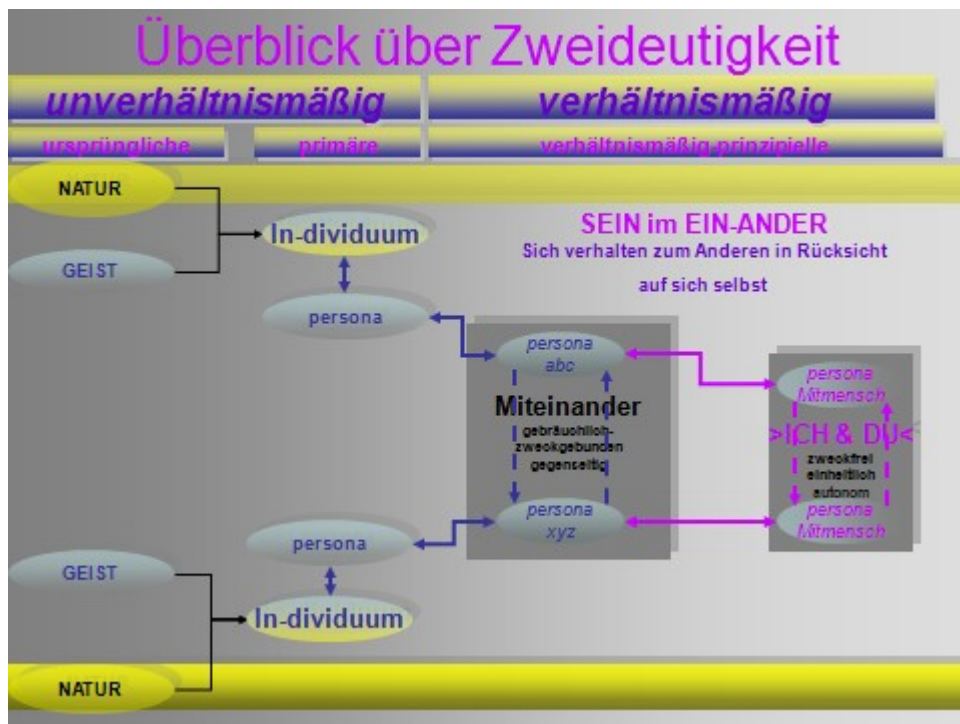 Überblick über Zweideutigkeit
unverhältnismäßig
verhältnismäßig
ursprüngliche
primäre
verhältnismäßig-prinzipielle
NATUR
GEIST
In-dividuum
persona
SEIN im EIN-ANDER
Sich verhalten zum Anderen in Rücksicht
auf sich selbst
persona
abc
Miteinander
gebräuchlich-
zweckgebunden
gegenseitig
persona
xyz
persona
Mitmensch
>ICH & DU<
zweckfrei
einheitlich
autonom
persona
Mitmensch
persona
GEIST
In-dividuum
NATUR